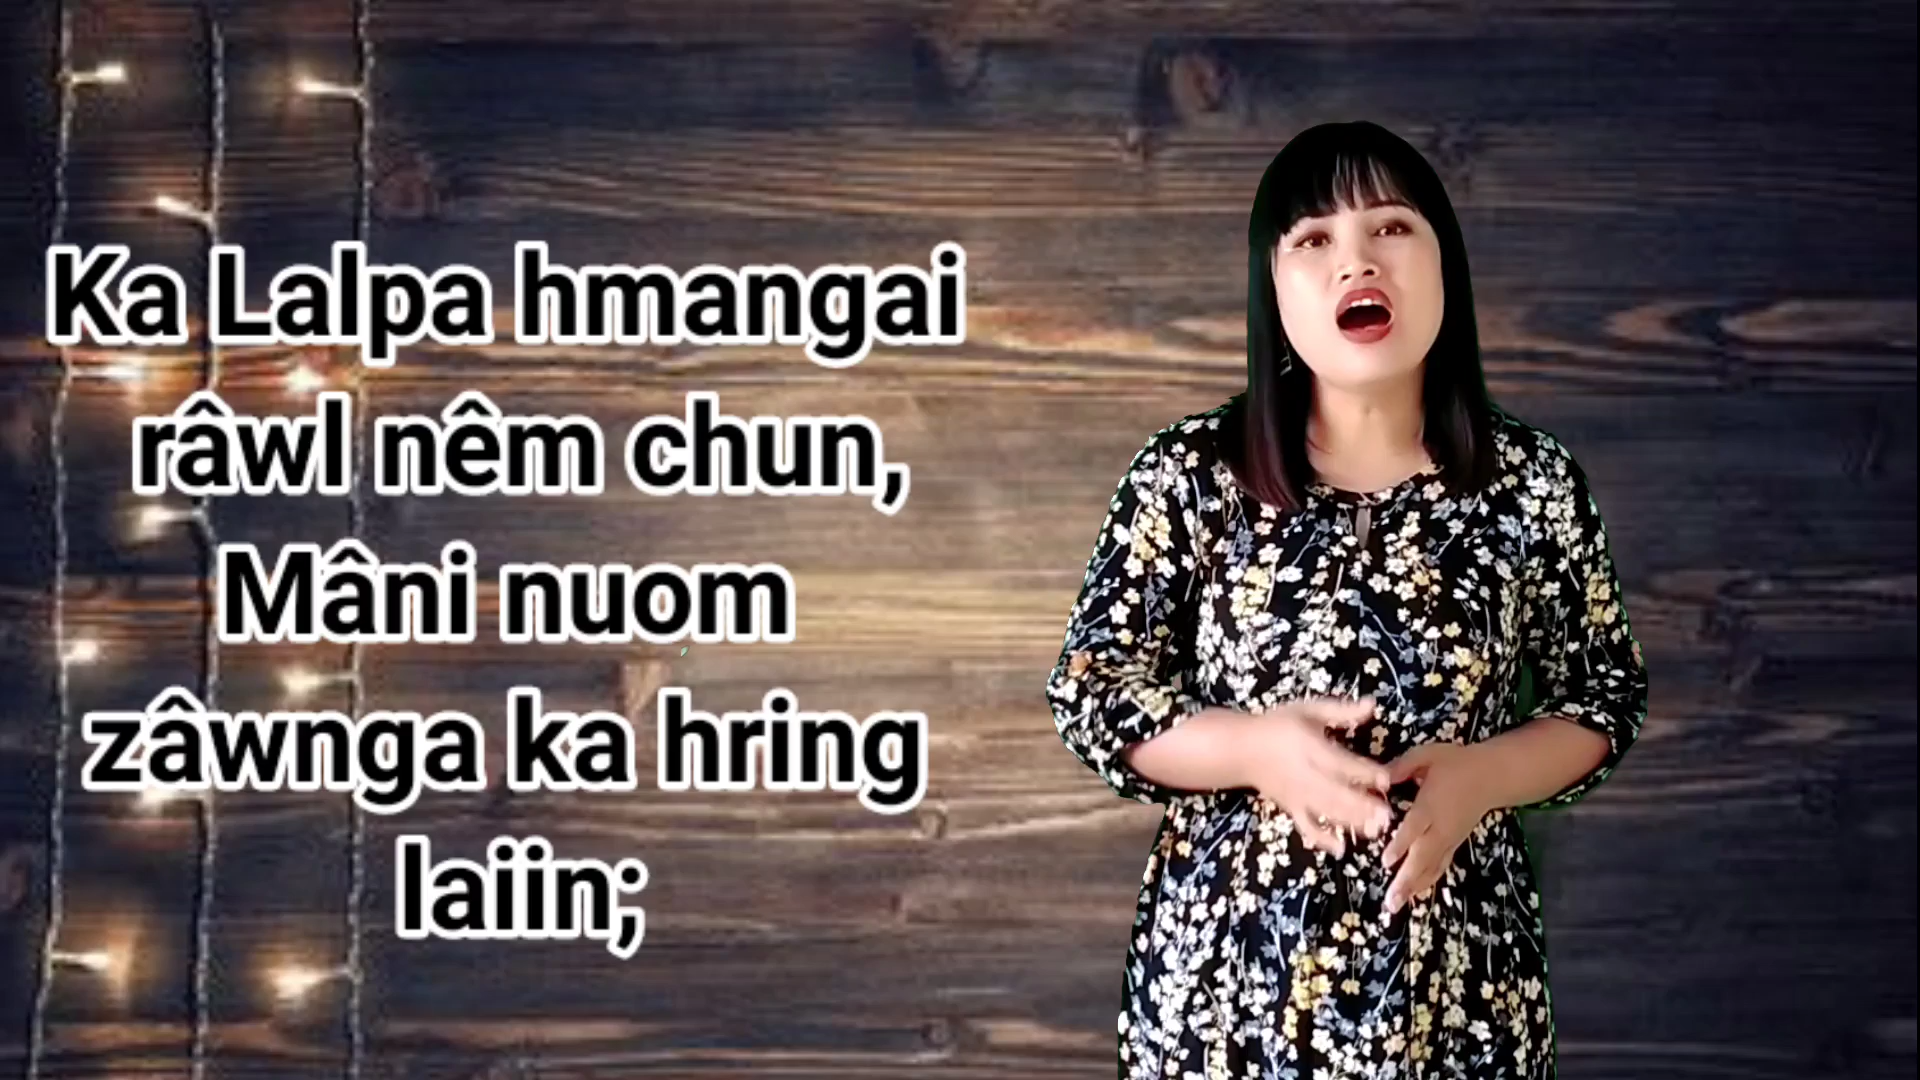 Ka Lalpa hmangai
râwl nêm chun,
Mâni nuom
zâwnga ka hring
laiin;